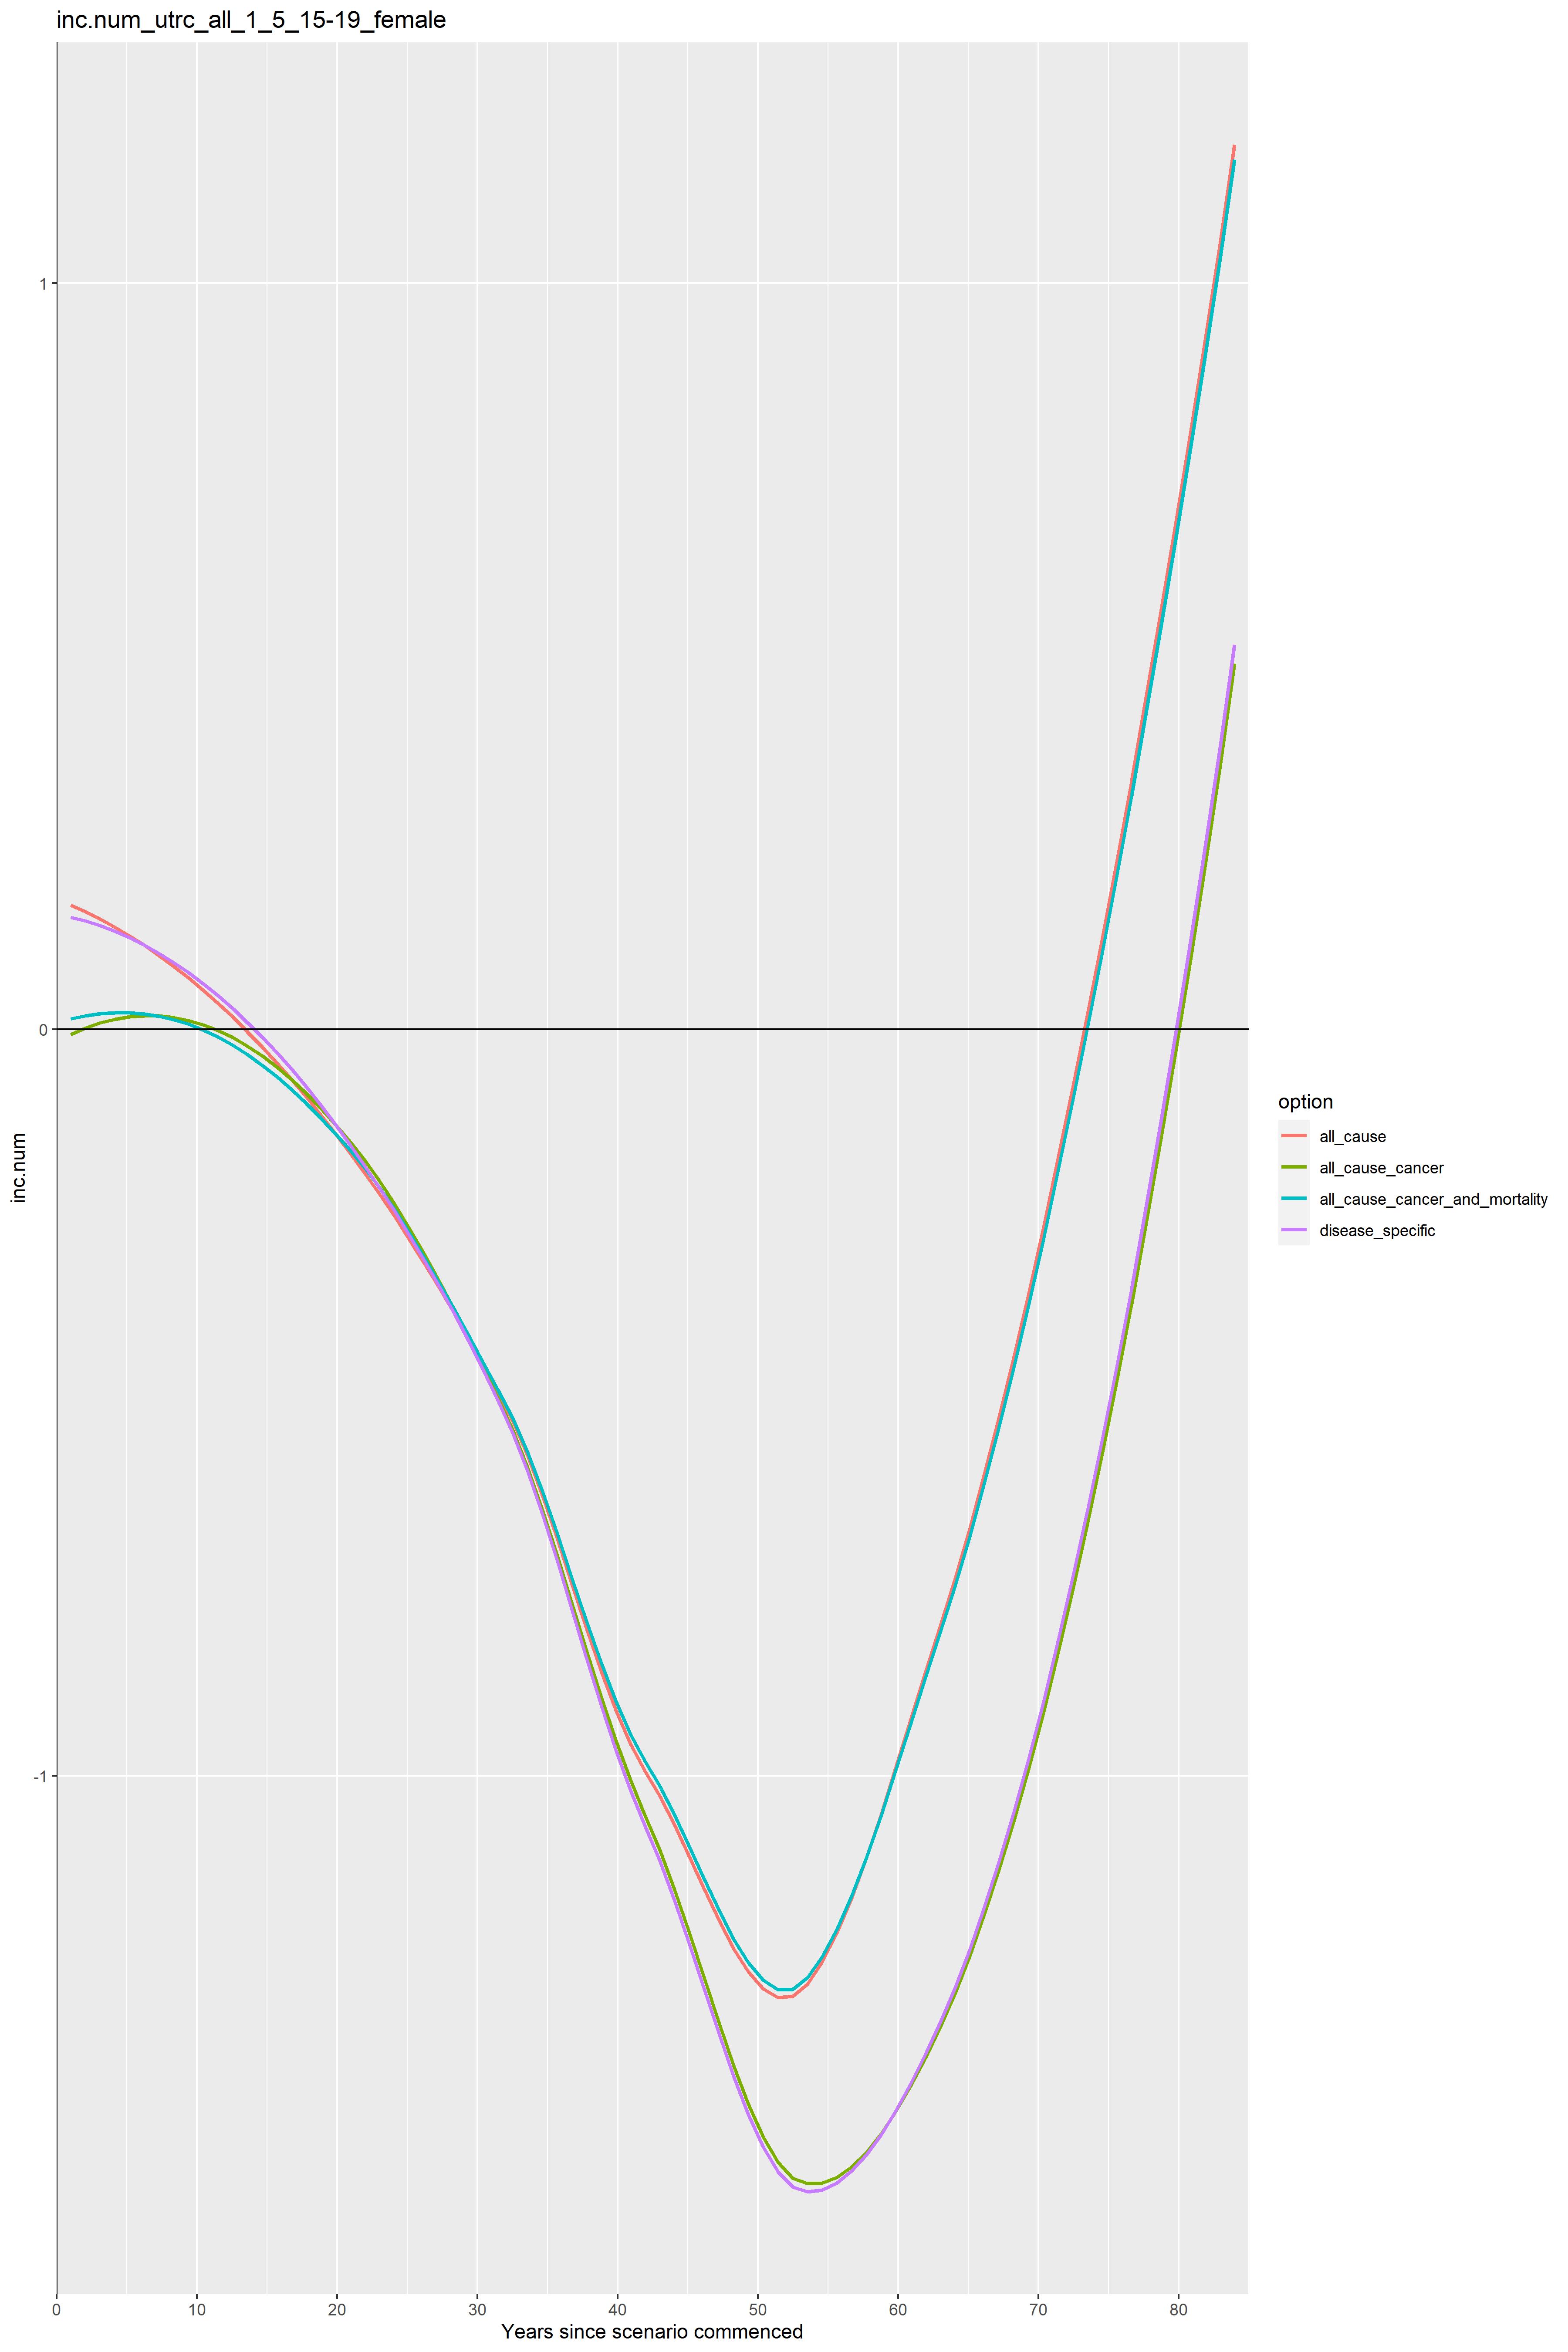 inc.num_utrc_all_1_5_15-19_female
1
0
-1
inc.num
0 10 20 30 40 50 60 70 80
Years since scenario commenced
option
all_cause
all_cause_cancer
all_cause_cancer_and_mortality
disease_specific